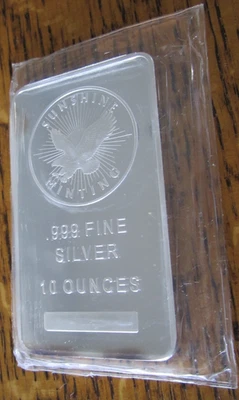 SUNSHINE
MINTING
.999 FINE
SILVER
10 OUNCES